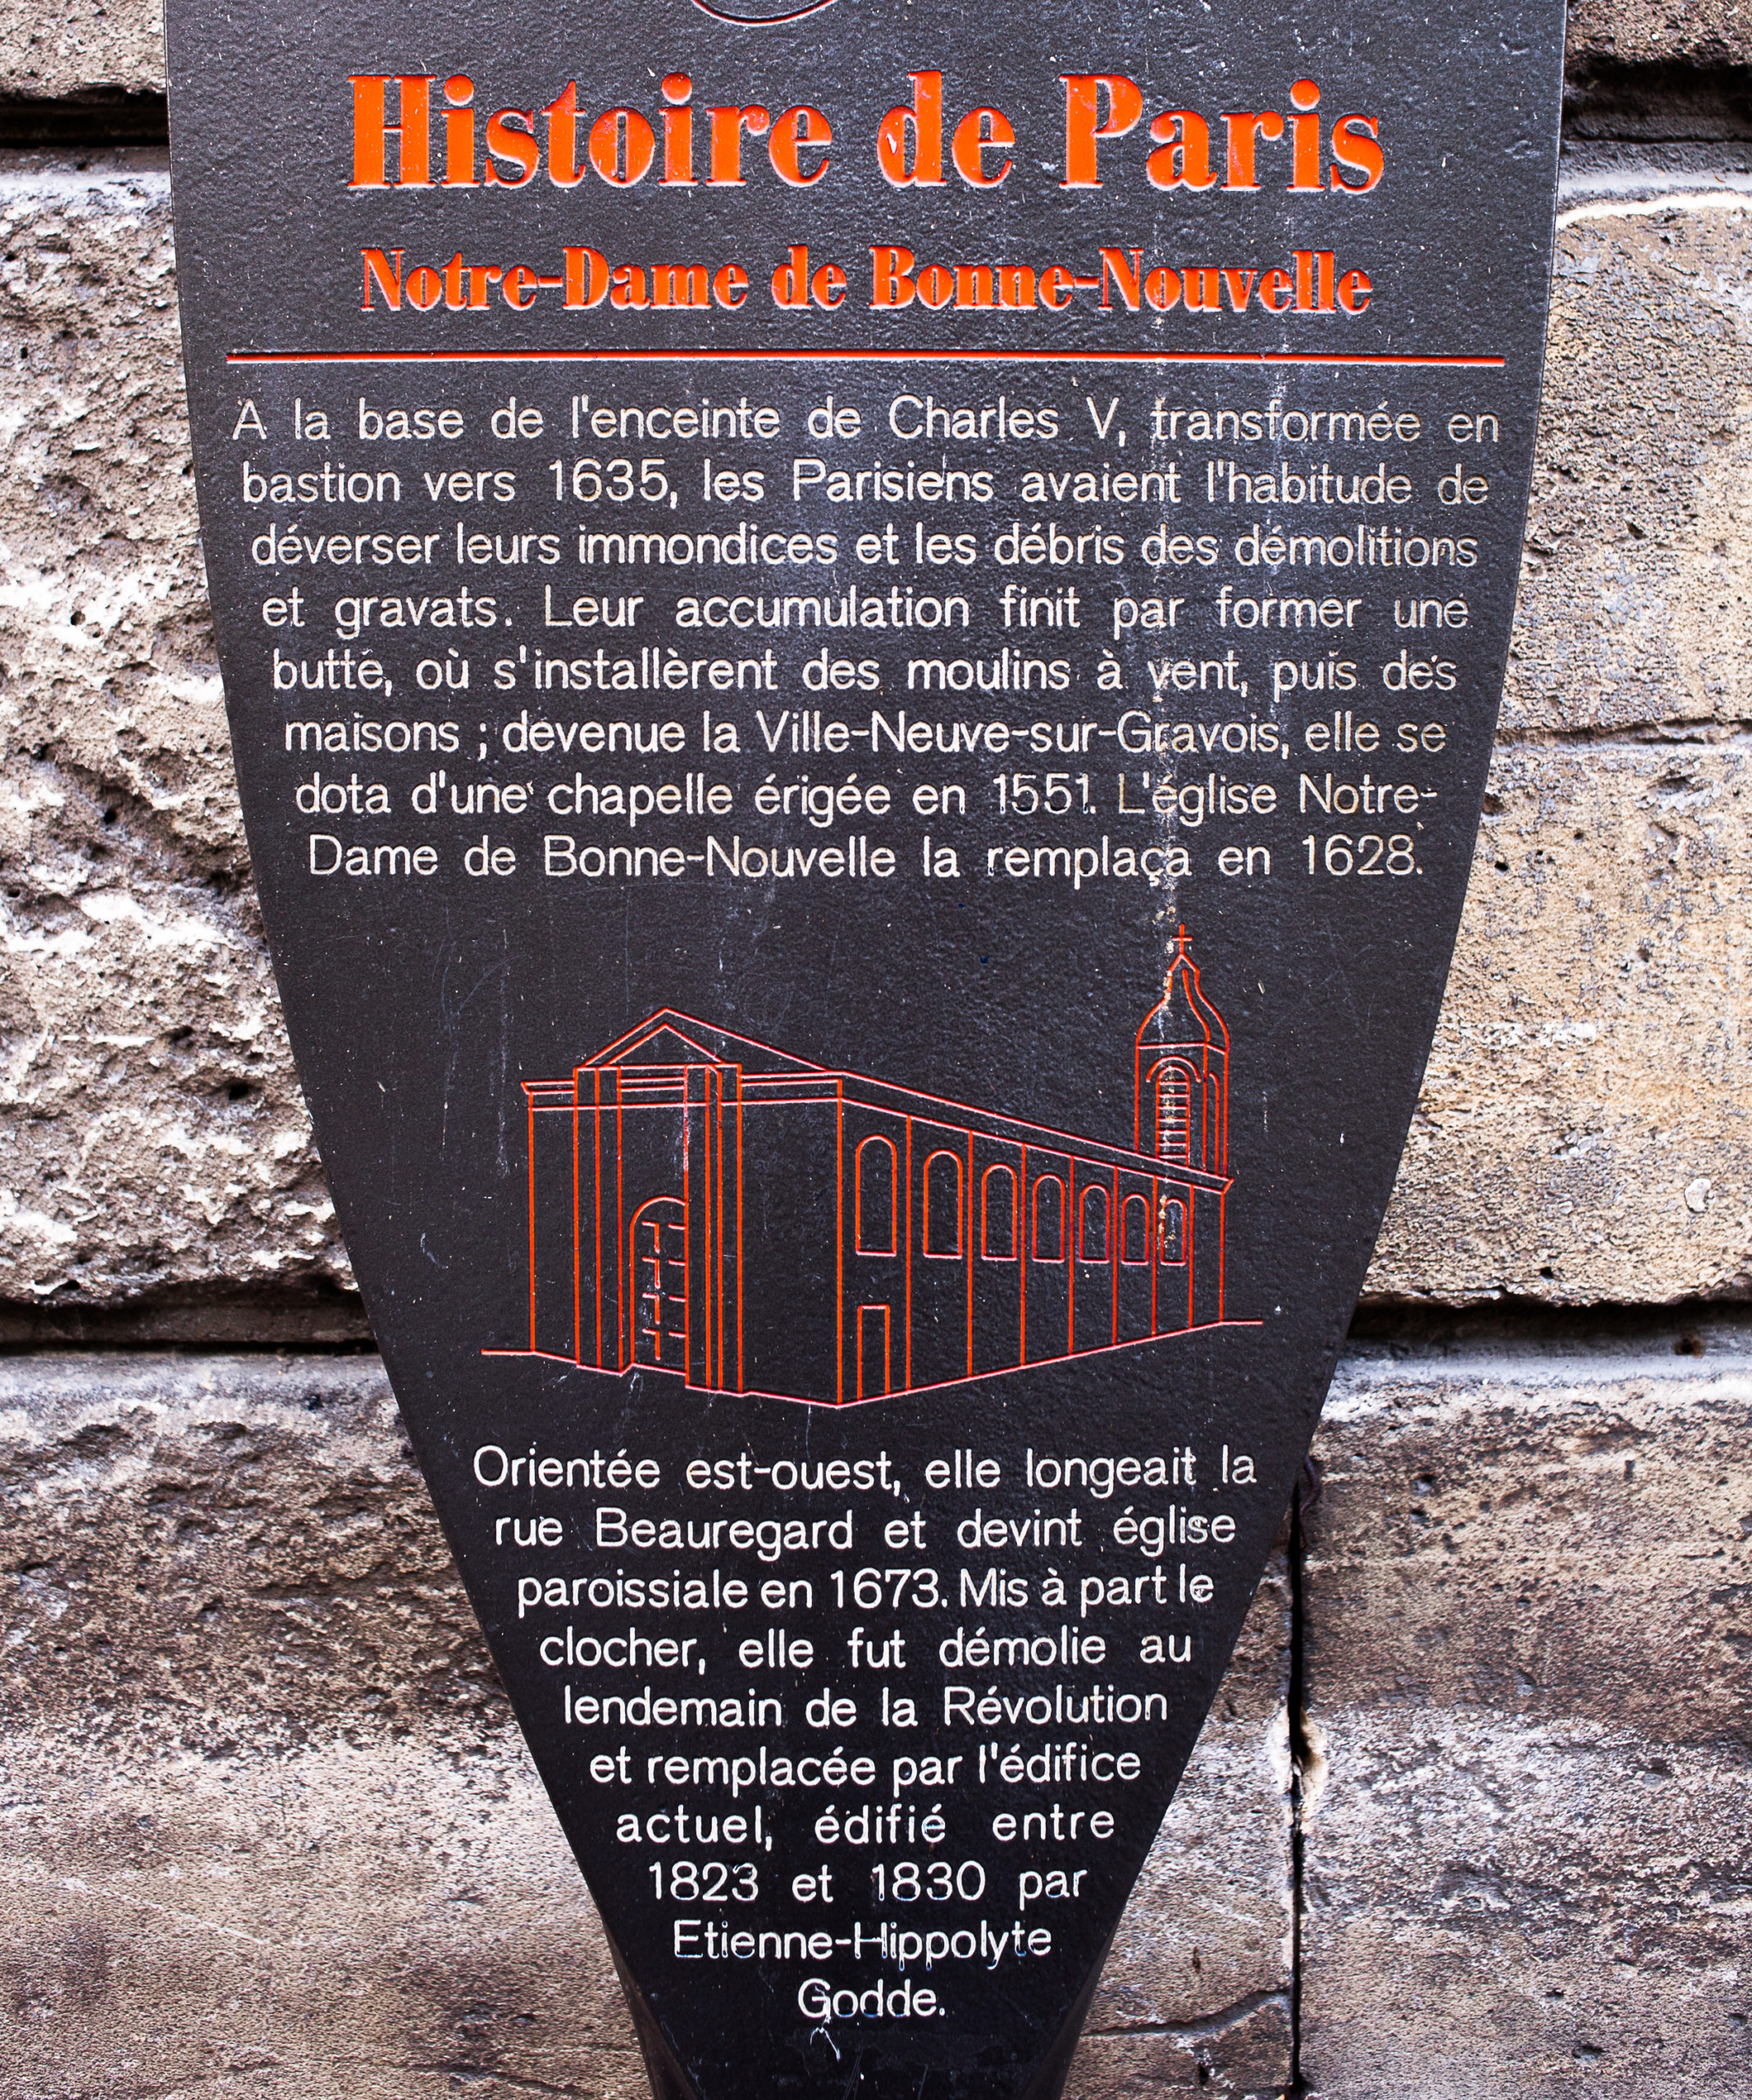 Histoire de Paris
Notre-Dame de Bonne-Nouvelle
A la base de l'enceinte de Charles V, transformée en
bastion vers 1635, les Parisiens avaient l'habitude de
déverser leurs immondices et les débris des démolitions
et gravats. Leur accumulation finit par former une
butte, où s'installèrent des moulins à vent, puis des
maisons ; devenue la Ville-Neuve-sur-Gravois, elle se
dota d'une chapelle érigée en 1551. L'église Notre-
Dame de Bonne-Nouvelle la remplaça en 1628.
Orientée est-ouest, elle longeait la
rue Beauregard et devint église
paroissiale en 1673. Mis à part le
clocher, elle fut démolie au
lendemain de la Révolution
et remplacée par l'édifice
actuel, édifié entre
1823 et 1830 par
Etienne-Hippolyte
Godde.